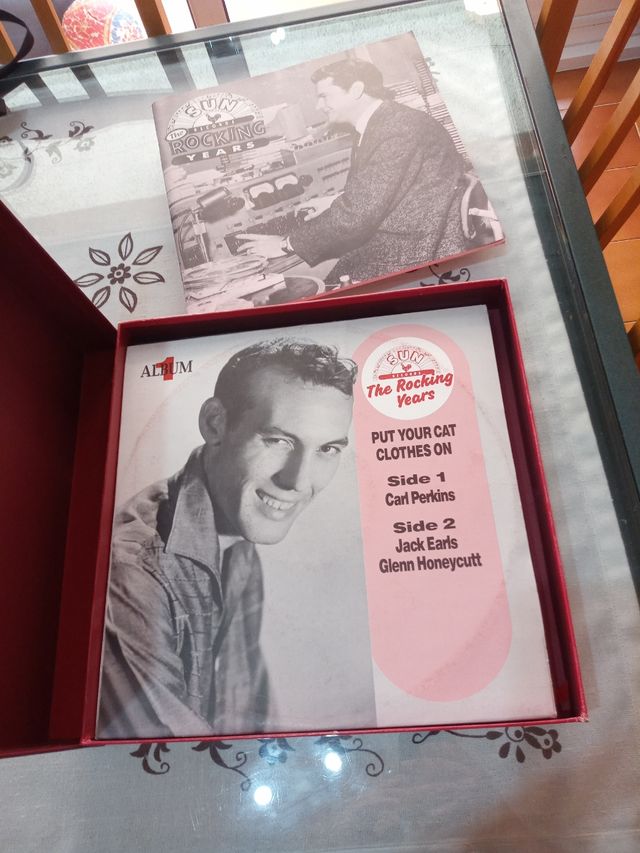 SUN
RECORDS
The
ROCKING
YEARS
ALBUM
1
SUN
RECORDS
The Rocking
Years
PUT YOUR CAT
CLOTHES ON
Side 1
Carl Perkins
Side 2
Jack Earls
Glenn Honeycutt